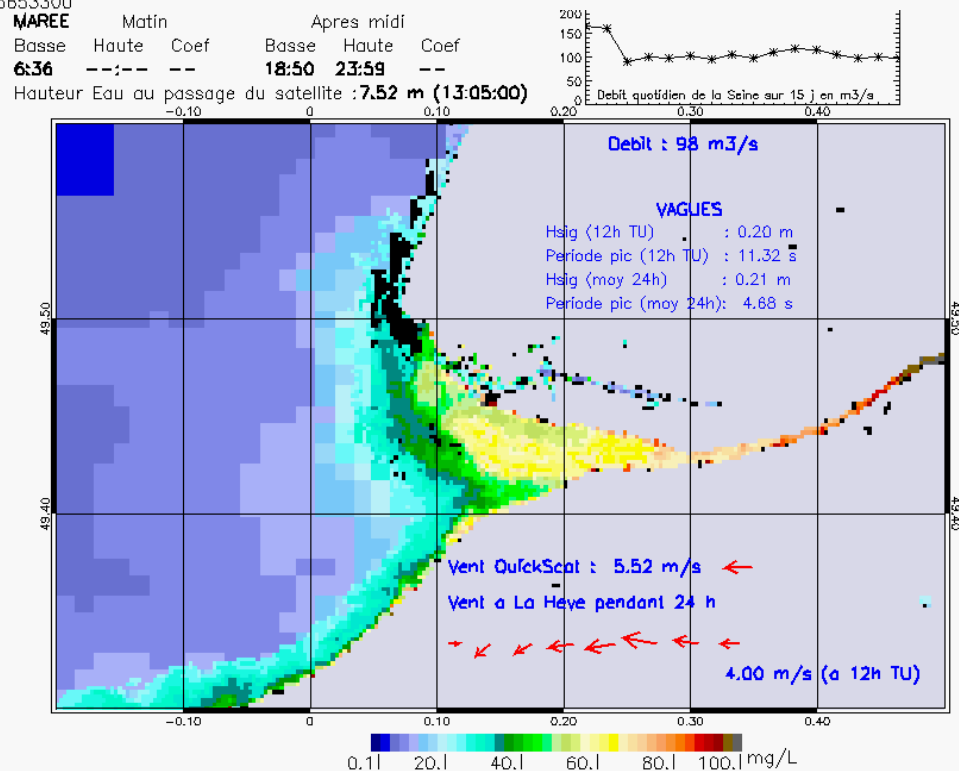 MAREE Matin Apres midi
Basse Haute Coef Basse Haute Coef
6:36 --:-- -- 18:50 23:59 --
Hauteur Eau au passage du satellite :7.52 m (13:05:00)
200
150
100
50
0
Debit quotidien de la Seine sur 15 j en m3/s
-0.10 0 0.10 0.20 0.30 0.40
Debit : 98 m3/s
VAGUES
Hsig (12h TU) : 0.20 m
Periode pic (12h TU) : 11.32 s
Hsig (moy 24h) : 0.21 m
Periode pic (moy 24h): 4.68 s
49.50 49.50
49.40 49.40
Vent QuickScat : 5.52 m/s
Vent a La Heve pendant 24 h
4.00 m/s (a 12h TU)
-0.10 0 0.10 0.20 0.30 0.40
0.1| 20.| 40.| 60.| 80.| 100.| mg/L